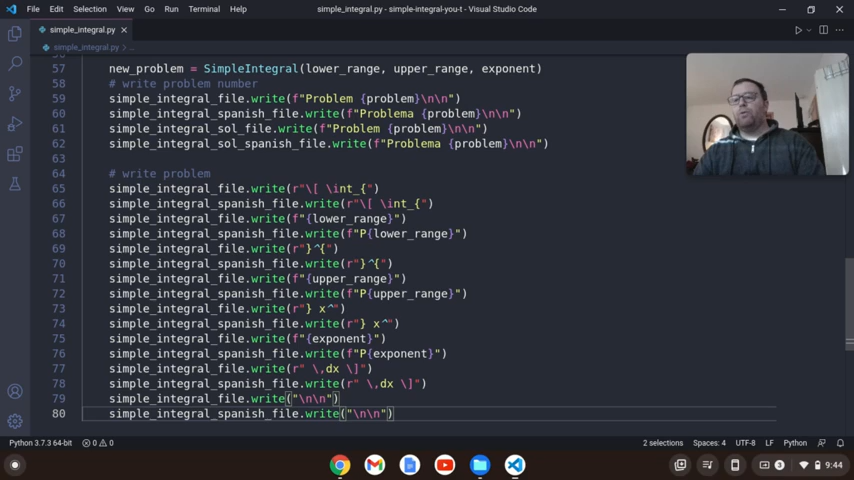 File Edit Selection View Go Run Terminal Help simple_integral.py - simple-integral-you-t - Visual Studio Code
simple_integral.py
simple_integral.py > ...
57 new_problem = SimpleIntegral(lower_range, upper_range, exponent)
58 # write problem number
59 simple_integral_file.write(f"Problem {problem}\n\n")
60 simple_integral_spanish_file.write(f"Problema {problem}\n\n")
61 simple_integral_sol_file.write(f"Problem {problem}\n\n")
62 simple_integral_sol_spanish_file.write(f"Problema {problem}\n\n")
63
64 # write problem
65 simple_integral_file.write(r"\[ \int_{")
66 simple_integral_spanish_file.write(r"\[ \int_{")
67 simple_integral_file.write(f"{lower_range}")
68 simple_integral_spanish_file.write(f"P{lower_range}")
69 simple_integral_file.write(r"}^{")
70 simple_integral_spanish_file.write(r"}^{")
71 simple_integral_file.write(f"{upper_range}")
72 simple_integral_spanish_file.write(f"P{upper_range}")
73 simple_integral_file.write(r"} x^")
74 simple_integral_spanish_file.write(r"} x^")
75 simple_integral_file.write(f"{exponent}")
76 simple_integral_spanish_file.write(f"P{exponent}")
77 simple_integral_file.write(r" \,dx \]")
78 simple_integral_spanish_file.write(r" \,dx \]")
79 simple_integral_file.write("\n\n")
80 simple_integral_spanish_file.write("\n\n")
Python 3.7.3 64-bit 0 0 2 selections Spaces: 4 UTF-8 LF Python
3 9:44